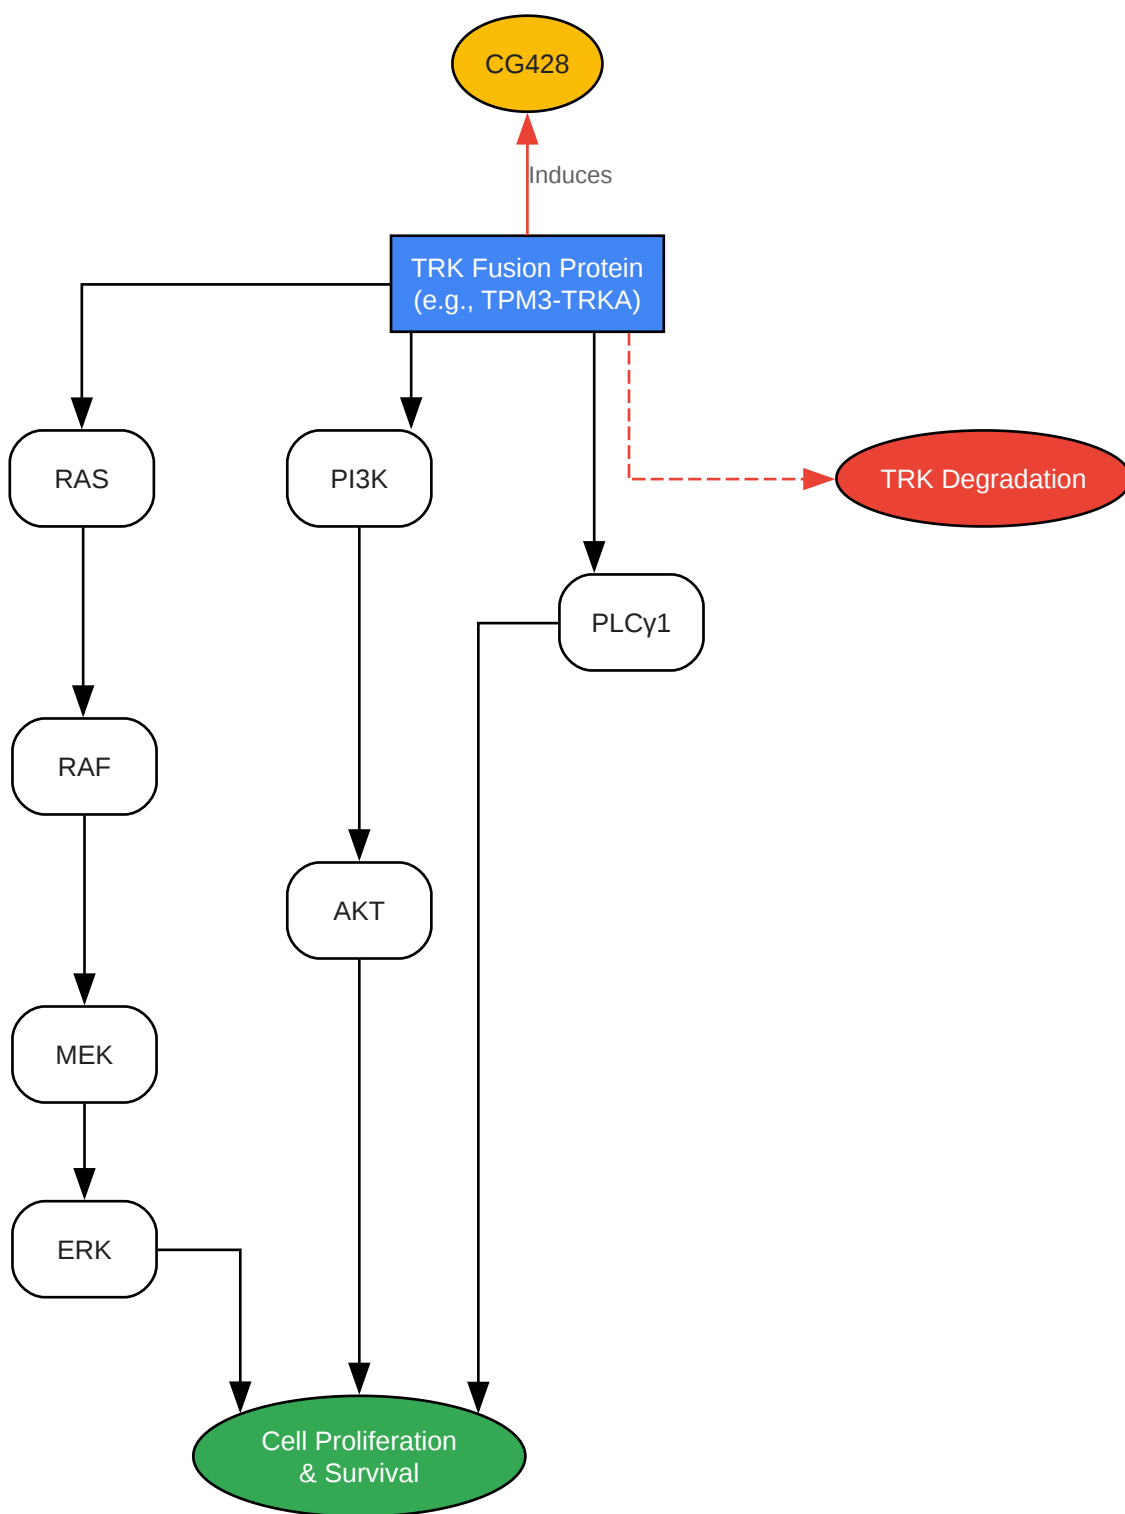 CG428
Induces
TRK Fusion Protein
(e.g., TPM3-TRKA)
RAS
PI3K
TRK Degradation
PLCγ1
RAF
AKT
MEK
ERK
Cell Proliferation
& Survival